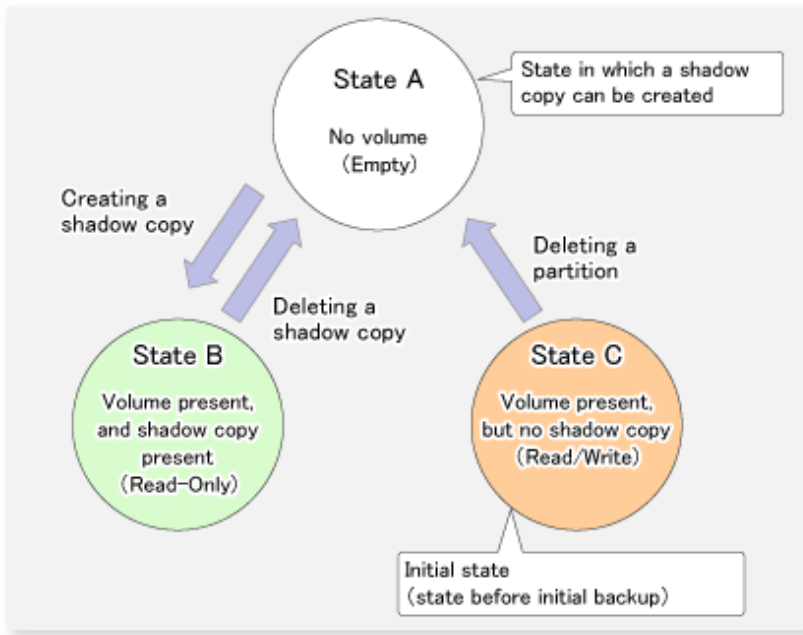 State A
No volume
(Empty)
State in which a shadow
copy can be created
Creating a
shadow copy
Deleting a
shadow copy
Deleting a
partition
State B
Volume present,
and shadow copy
present
(Read-Only)
State C
Volume present,
but no shadow copy
(Read/Write)
Initial state
(state before initial backup)